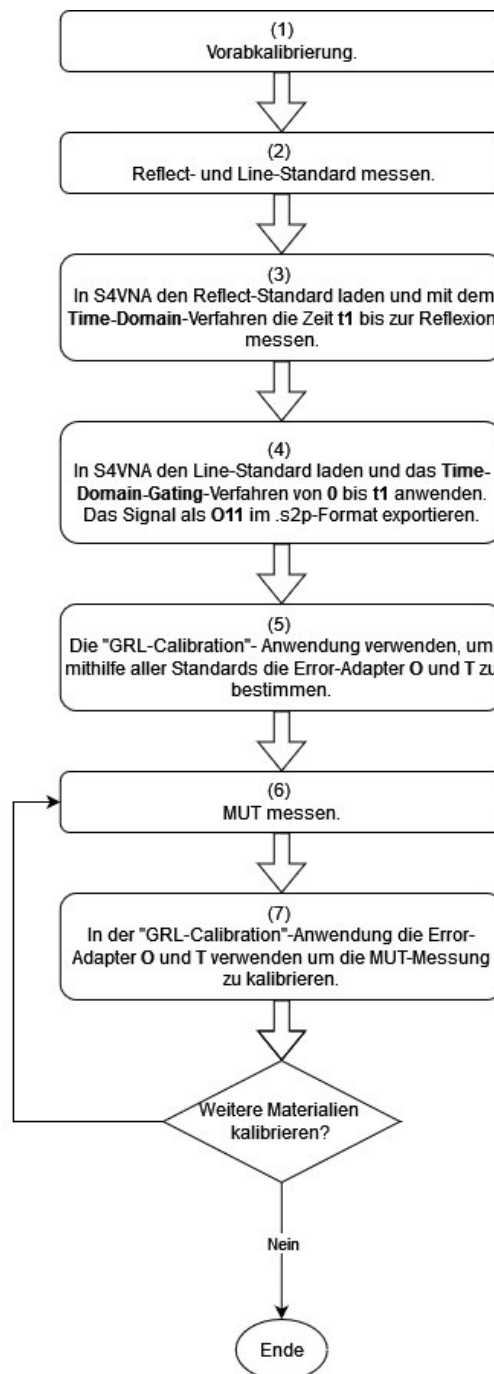 (1)
Vorabkalibrierung.
(2)
Reflect- und Line-Standard messen.
(3)
In S4VNA den Reflect-Standard laden und mit dem
Time-Domain-Verfahren die Zeit t1 bis zur Reflexion
messen.
(4)
In S4VNA den Line-Standard laden und das Time-
Domain-Gating-Verfahren von 0 bis t1 anwenden.
Das Signal als O11 im .s2p-Format exportieren.
(5)
Die "GRL-Calibration"- Anwendung verwenden, um
mithilfe aller Standards die Error-Adapter O und T zu
bestimmen.
(6)
MUT messen.
(7)
In der "GRL-Calibration"-Anwendung die Error-
Adapter O und T verwenden um die MUT-Messung
zu kalibrieren.
Weitere Materialien
kalibrieren?
Nein
Ende